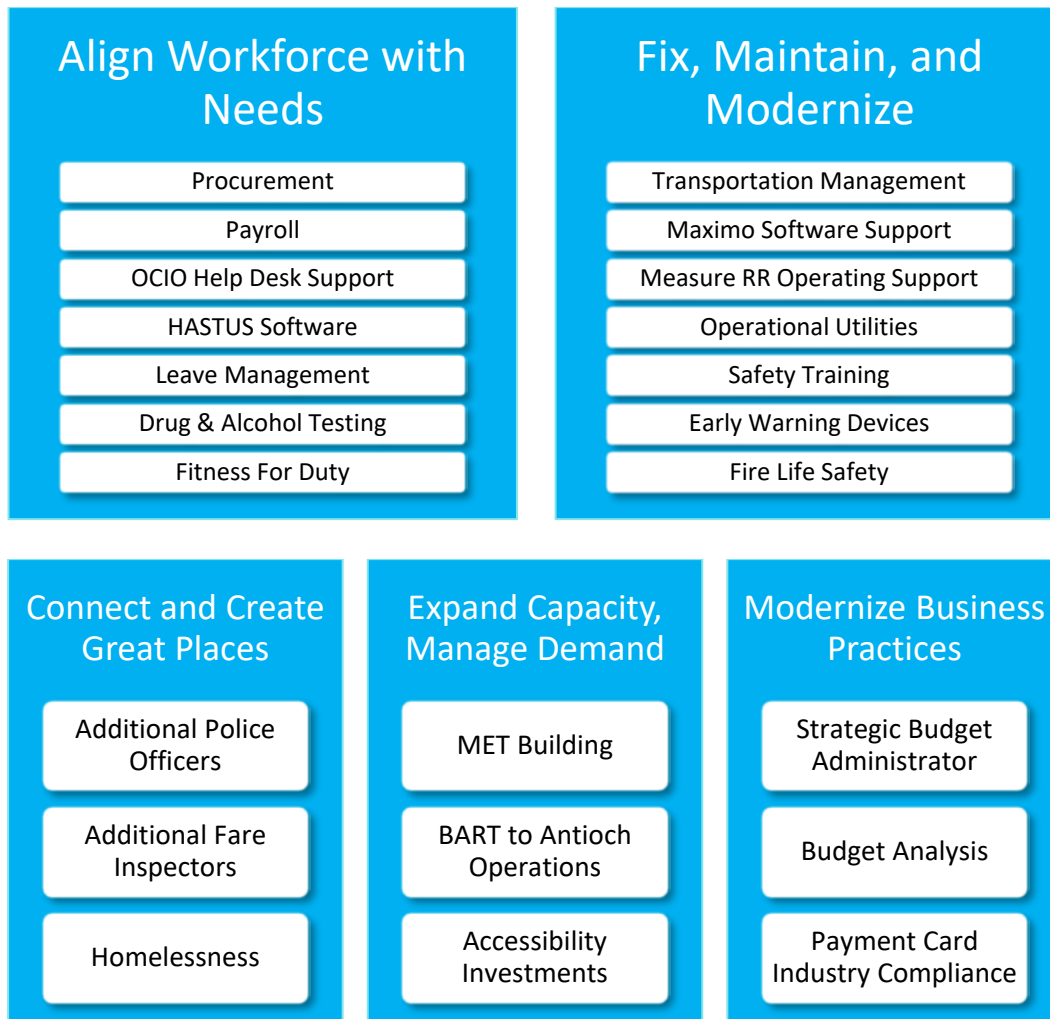 Align Workforce with
Needs
Procurement
Payroll
OCIO Help Desk Support
HASTUS Software
Leave Management
Drug & Alcohol Testing
Fitness For Duty
Fix, Maintain, and
Modernize
Transportation Management
Maximo Software Support
Measure RR Operating Support
Operational Utilities
Safety Training
Early Warning Devices
Fire Life Safety
Connect and Create
Great Places
Additional Police
Officers
Additional Fare
Inspectors
Homelessness
Expand Capacity,
Manage Demand
MET Building
BART to Antioch
Operations
Accessibility
Investments
Modernize Business
Practices
Strategic Budget
Administrator
Budget Analysis
Payment Card
Industry Compliance